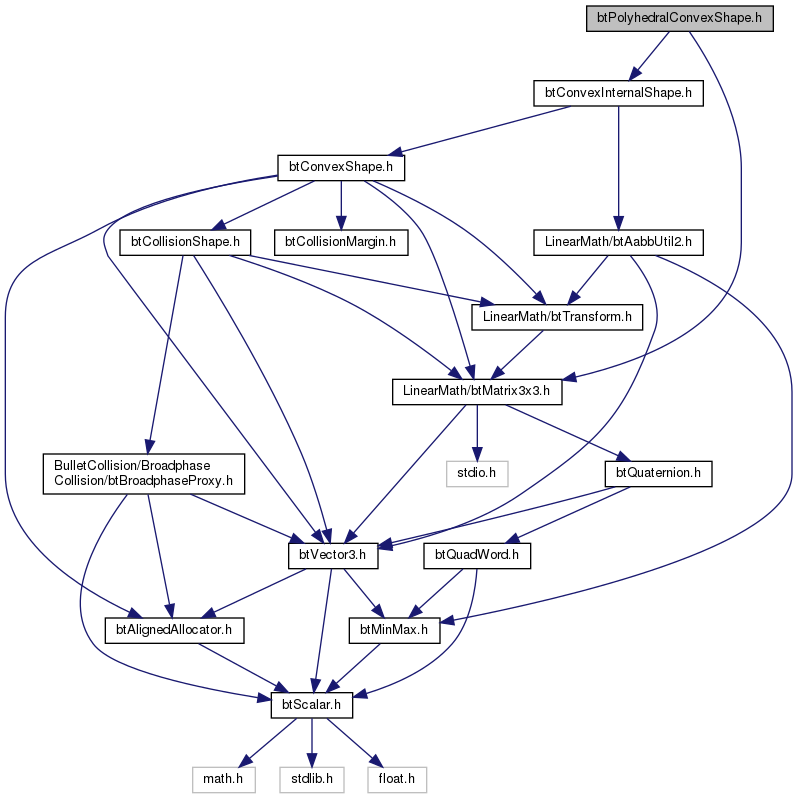 btPolyhedralConvexShape.h
btConvexInternalShape.h
btConvexShape.h
btCollisionShape.h
btCollisionMargin.h
LinearMath/btAabbUtil2.h
LinearMath/btTransform.h
LinearMath/btMatrix3x3.h
BulletCollision/Broadphase
Collision/btBroadphaseProxy.h
stdio.h
btQuaternion.h
btVector3.h
btQuadWord.h
btAlignedAllocator.h
btMinMax.h
btScalar.h
math.h
stdlib.h
float.h